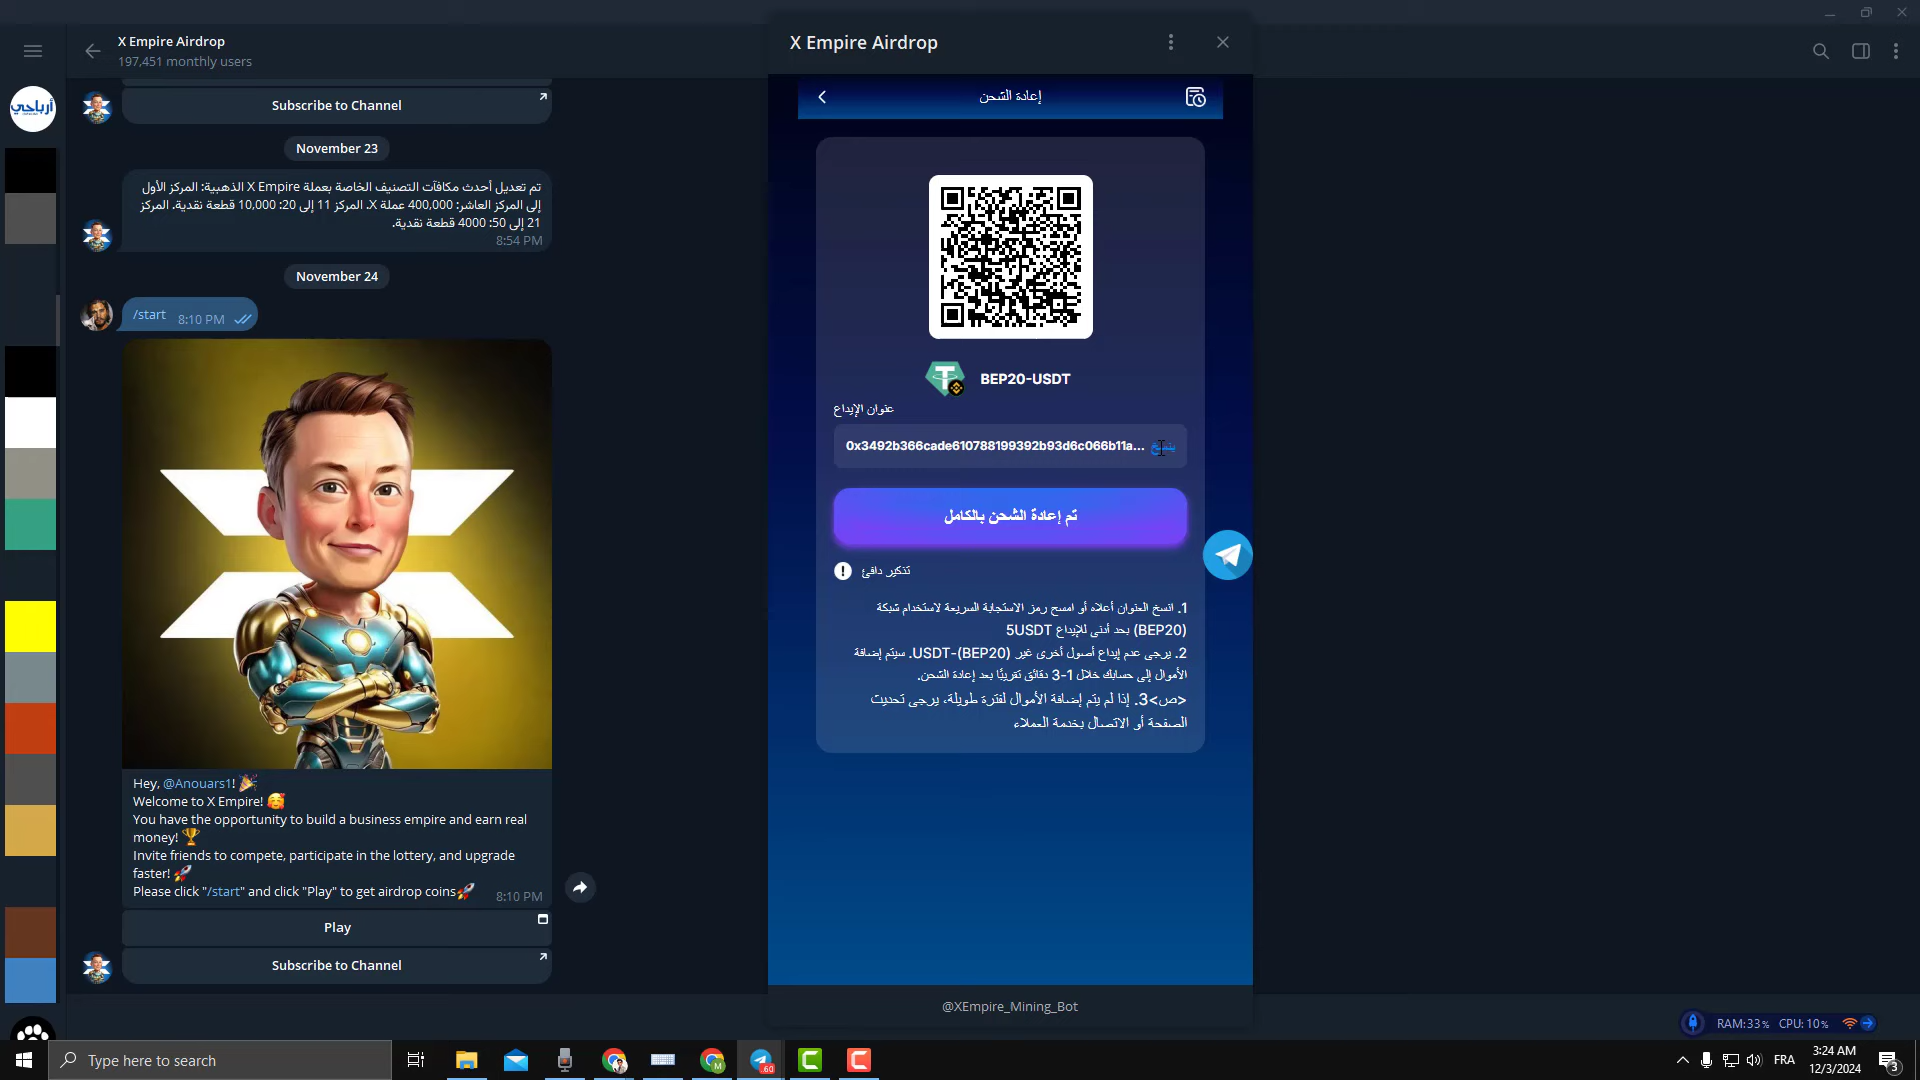 X Empire Airdrop
197,451 monthly users
أرباحي
Subscribe to Channel
November 23
تم تعديل أحدث مكافآت التصنيف الخاصة بعملة X Empire الذهبية: المركز الأول
إلى المركز العاشر: 400,000 عملة X. المركز 11 إلى 20: 10,000 قطعة نقدية. المركز
21 إلى 50: 4000 قطعة نقدية.
8:54 PM
November 24
/start 8:10 PM
Hey, @Anouars1! 🎉
Welcome to X Empire! 🥰
You have the opportunity to build a business empire and earn real
money! 🏆
Invite friends to compete, participate in the lottery, and upgrade
faster! 🚀
Please click "/start" and click "Play" to get airdrop coins🚀
8:10 PM
Play
Subscribe to Channel
X Empire Airdrop
إعادة الشحن
BEP20-USDT
عنوان الإيداع
0x3492b366cade610788199392b93d6c066b11a...
تم إعادة الشحن بالكامل
تذكير دافئ
1. انسخ العنوان أعلاه أو امسح رمز الاستجابة السريعة لاستخدام شبكة
(BEP20) بحد أدنى للإيداع 5USDT
2. يرجى عدم إيداع أصول أخرى غير USDT-(BEP20). سيتم إضافة
الأموال إلى حسابك خلال 1-3 دقائق تقريبًا بعد إعادة الشحن.
<ص>3. إذا لم يتم إضافة الأموال لفترة طويلة، يرجى تحديث
الصفحة أو الاتصال بخدمة العملاء
@XEmpire_Mining_Bot
RAM:33% CPU:10%
Type here to search
.60
FRA
3:24 AM
12/3/2024
3